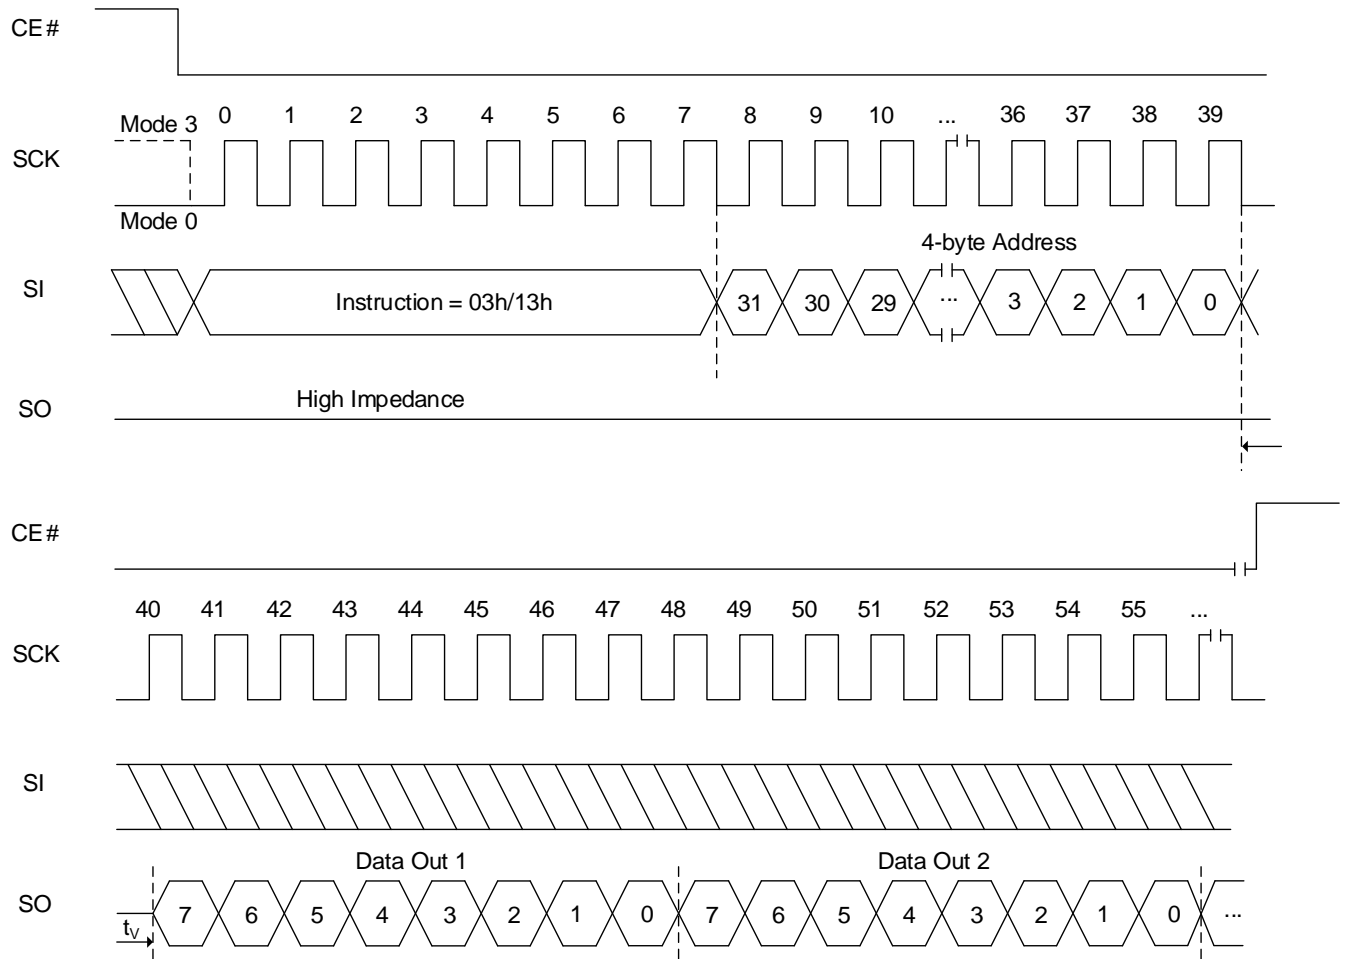 CE#
0 1 2 3 4 5 6 7 8 9 10 ... 36 37 38 39
Mode 3
SCK
Mode 0
4-byte Address
SI
Instruction = 03h/13h
31 30 29 ... 3 2 1 0
High Impedance
SO
CE#
40 41 42 43 44 45 46 47 48 49 50 51 52 53 54 55 ...
SCK
SI
Data Out 1
Data Out 2
SO
7 6 5 4 3 2 1 0 7 6 5 4 3 2 1 0 ...
tV